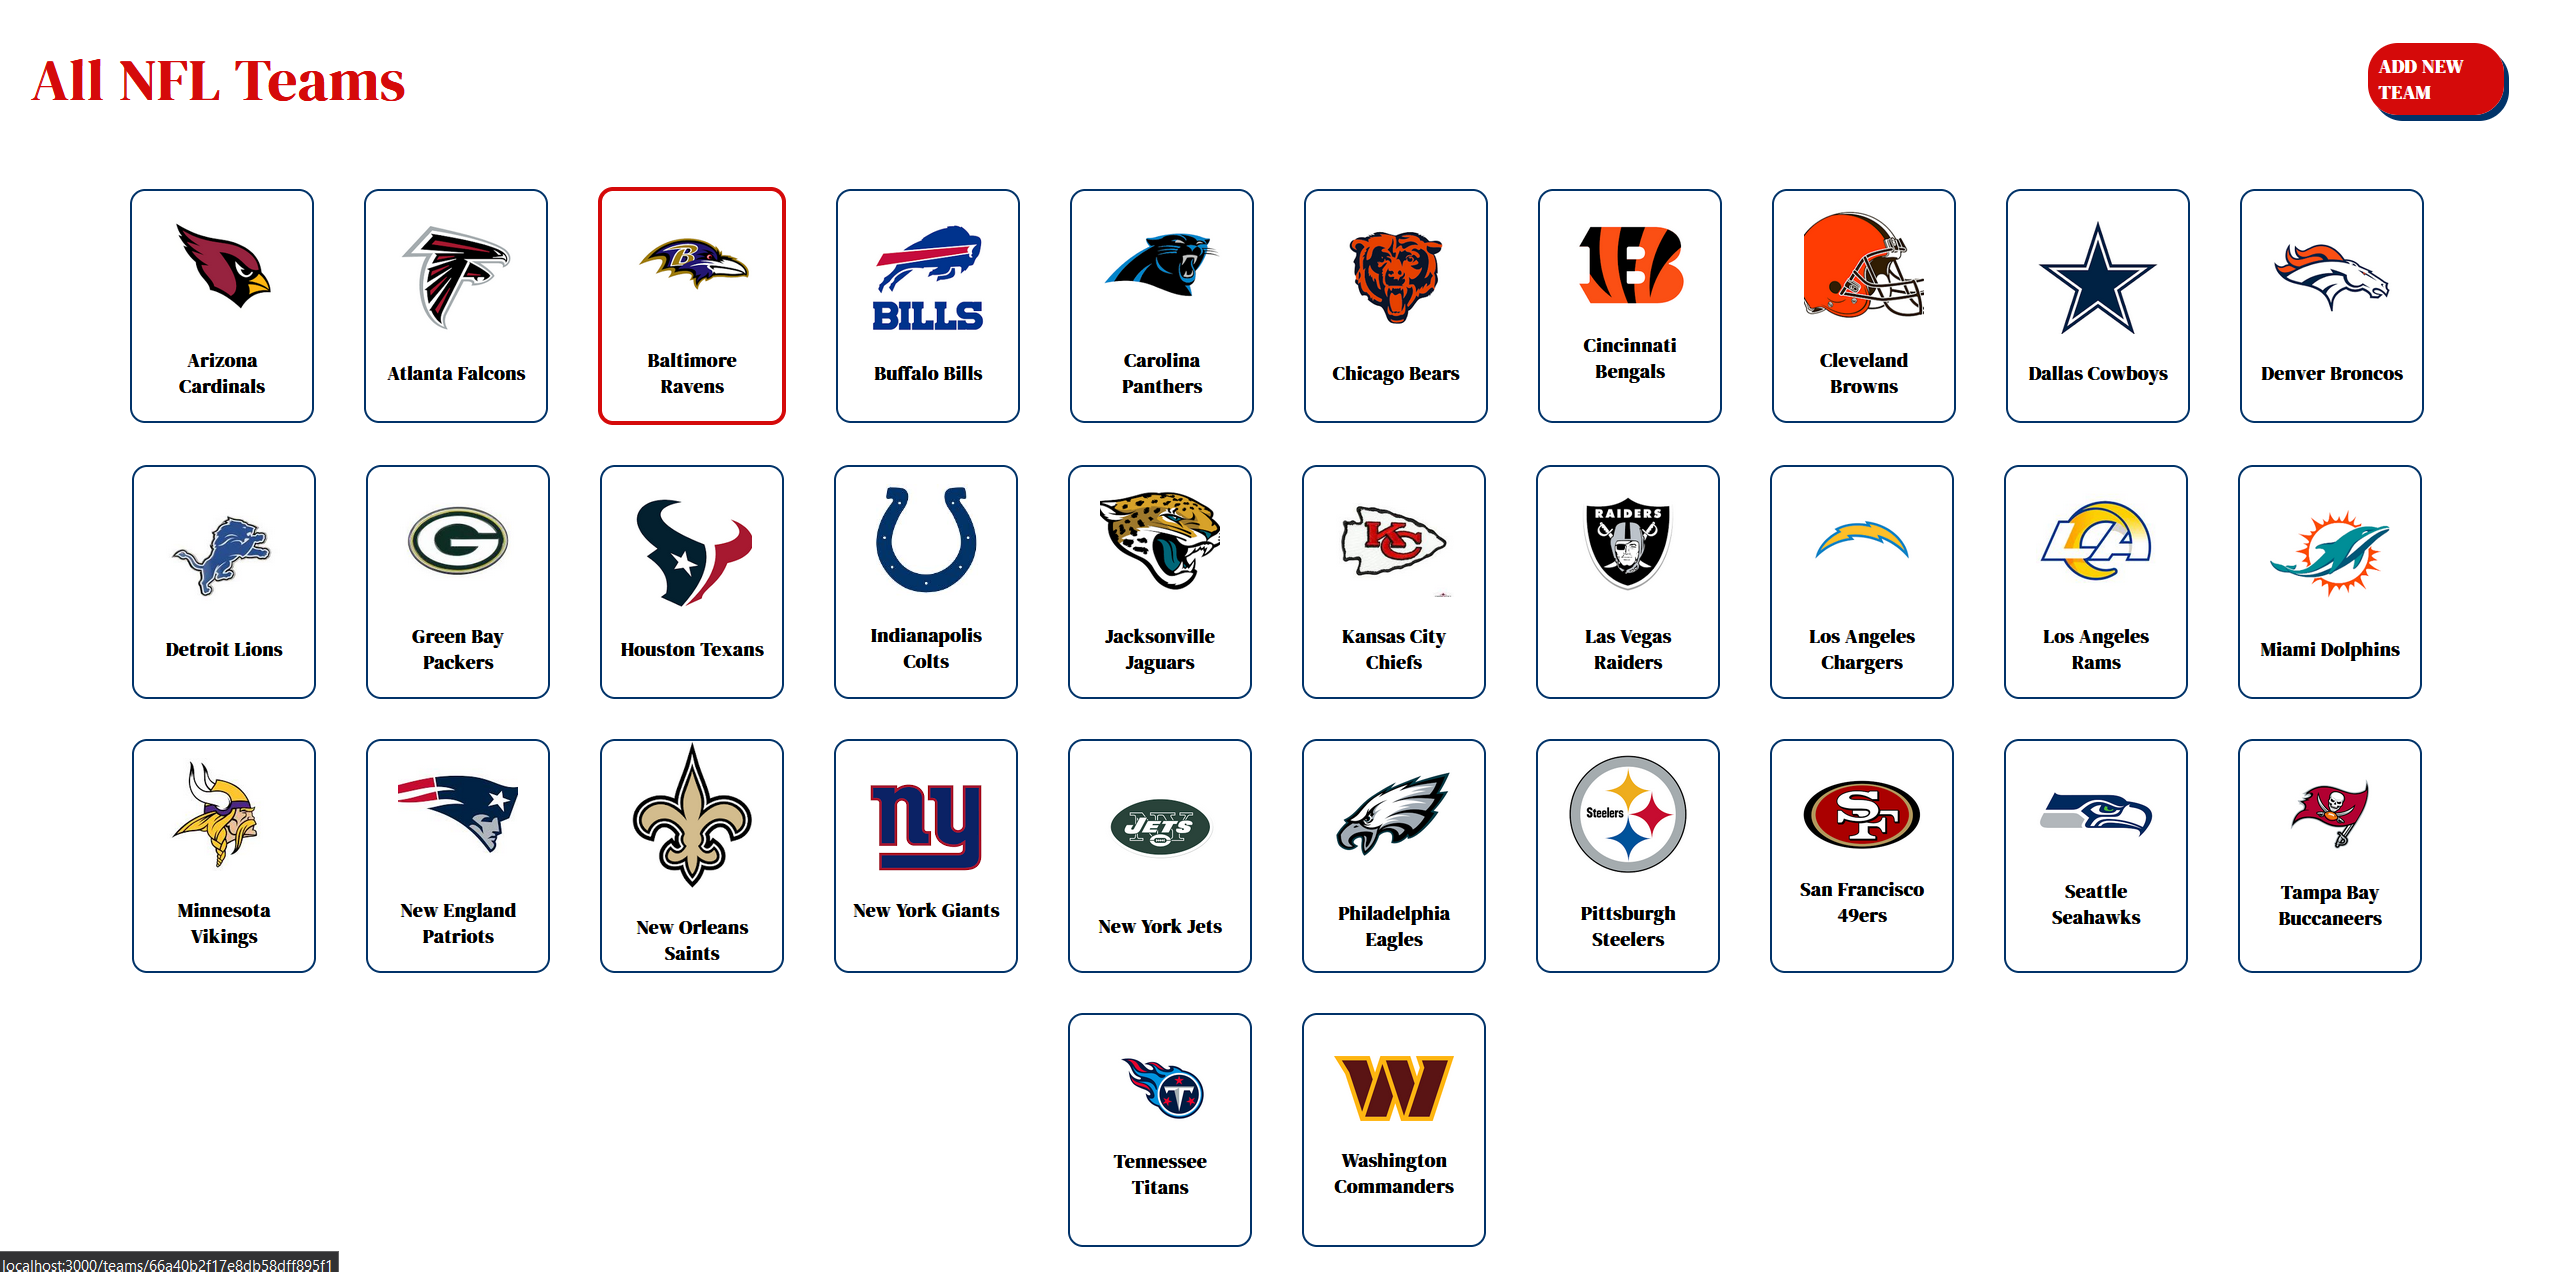 All NFL Teams
ADD NEW
TEAM
BILLS
Arizona
Cardinals
Atlanta Falcons
B
Baltimore
Ravens
Buffalo Bills
Carolina
Panthers
Chicago Bears
B
Cincinnati
Bengals
Cleveland
Browns
Dallas Cowboys
Denver Broncos
G
KC
RAIDERS
LA
Detroit Lions
Green Bay
Packers
Houston Texans
Indianapolis
Colts
Jacksonville
Jaguars
Kansas City
Chiefs
Las Vegas
Raiders
Los Angeles
Chargers
Los Angeles
Rams
Miami Dolphins
ny
NY
JETS
Steelers
SF
Minnesota
Vikings
New England
Patriots
New Orleans
Saints
New York Giants
New York Jets
Philadelphia
Eagles
Pittsburgh
Steelers
San Francisco
49ers
Seattle
Seahawks
Tampa Bay
Buccaneers
T
W
Tennessee
Titans
Washington
Commanders
localhost:3000/teams/66a40b2f17e8db58dff895f1